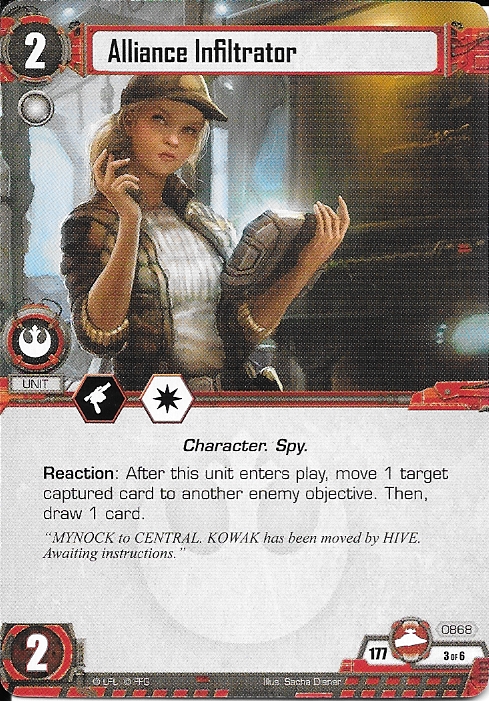 2
Alliance Infiltrator
UNIT
Character. Spy.
Reaction: After this unit enters play, move 1 target
captured card to another enemy objective. Then,
draw 1 card.
“MYNOCK to CENTRAL. KOWAK has been moved by HIVE.
Awaiting instructions.”
2
0868
177
3 OF 6
© LFL © FFG
Illus. Sacha Diener